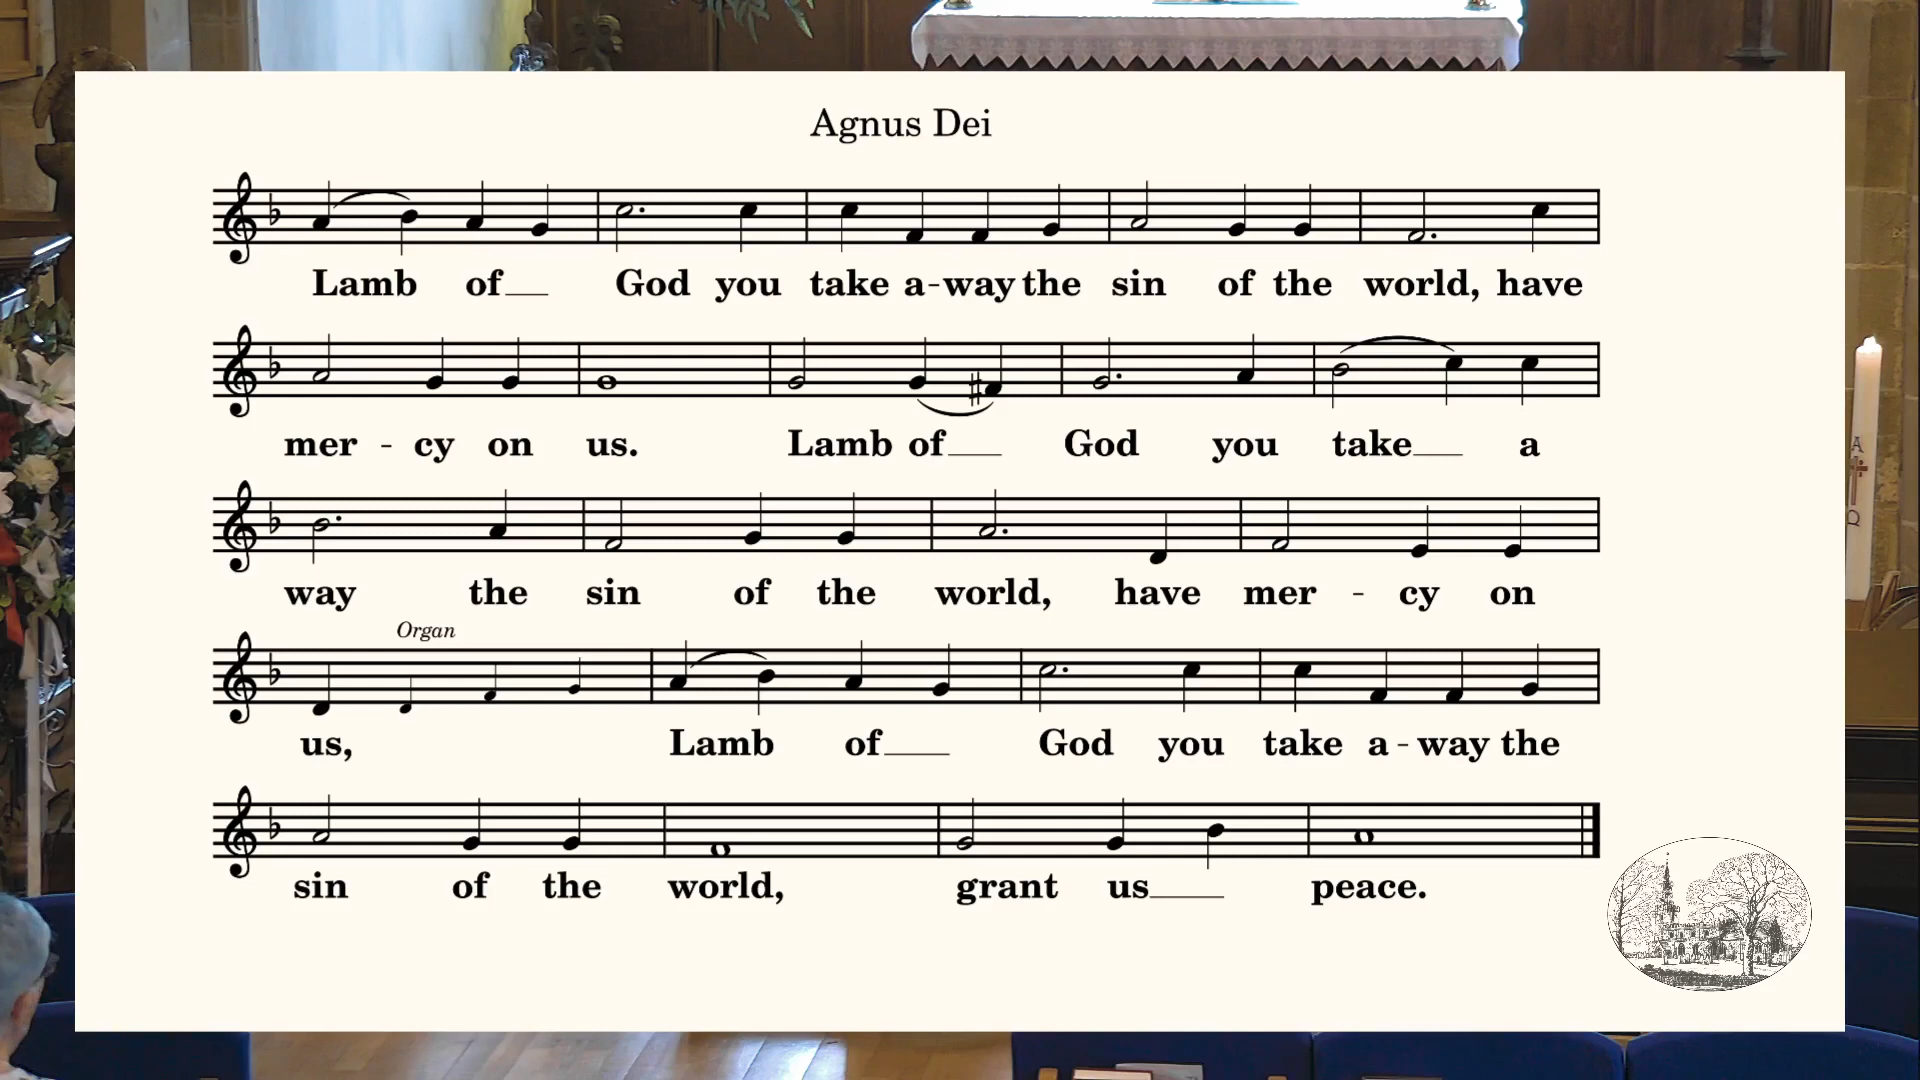 Agnus Dei
Lamb of God you take a-way the sin of the world, have
mer - cy on us. Lamb of God you take a
way the sin of the world, have mer - cy on
Organ
us, Lamb of God you take a - way the
sin of the world, grant us peace.
A
Ω